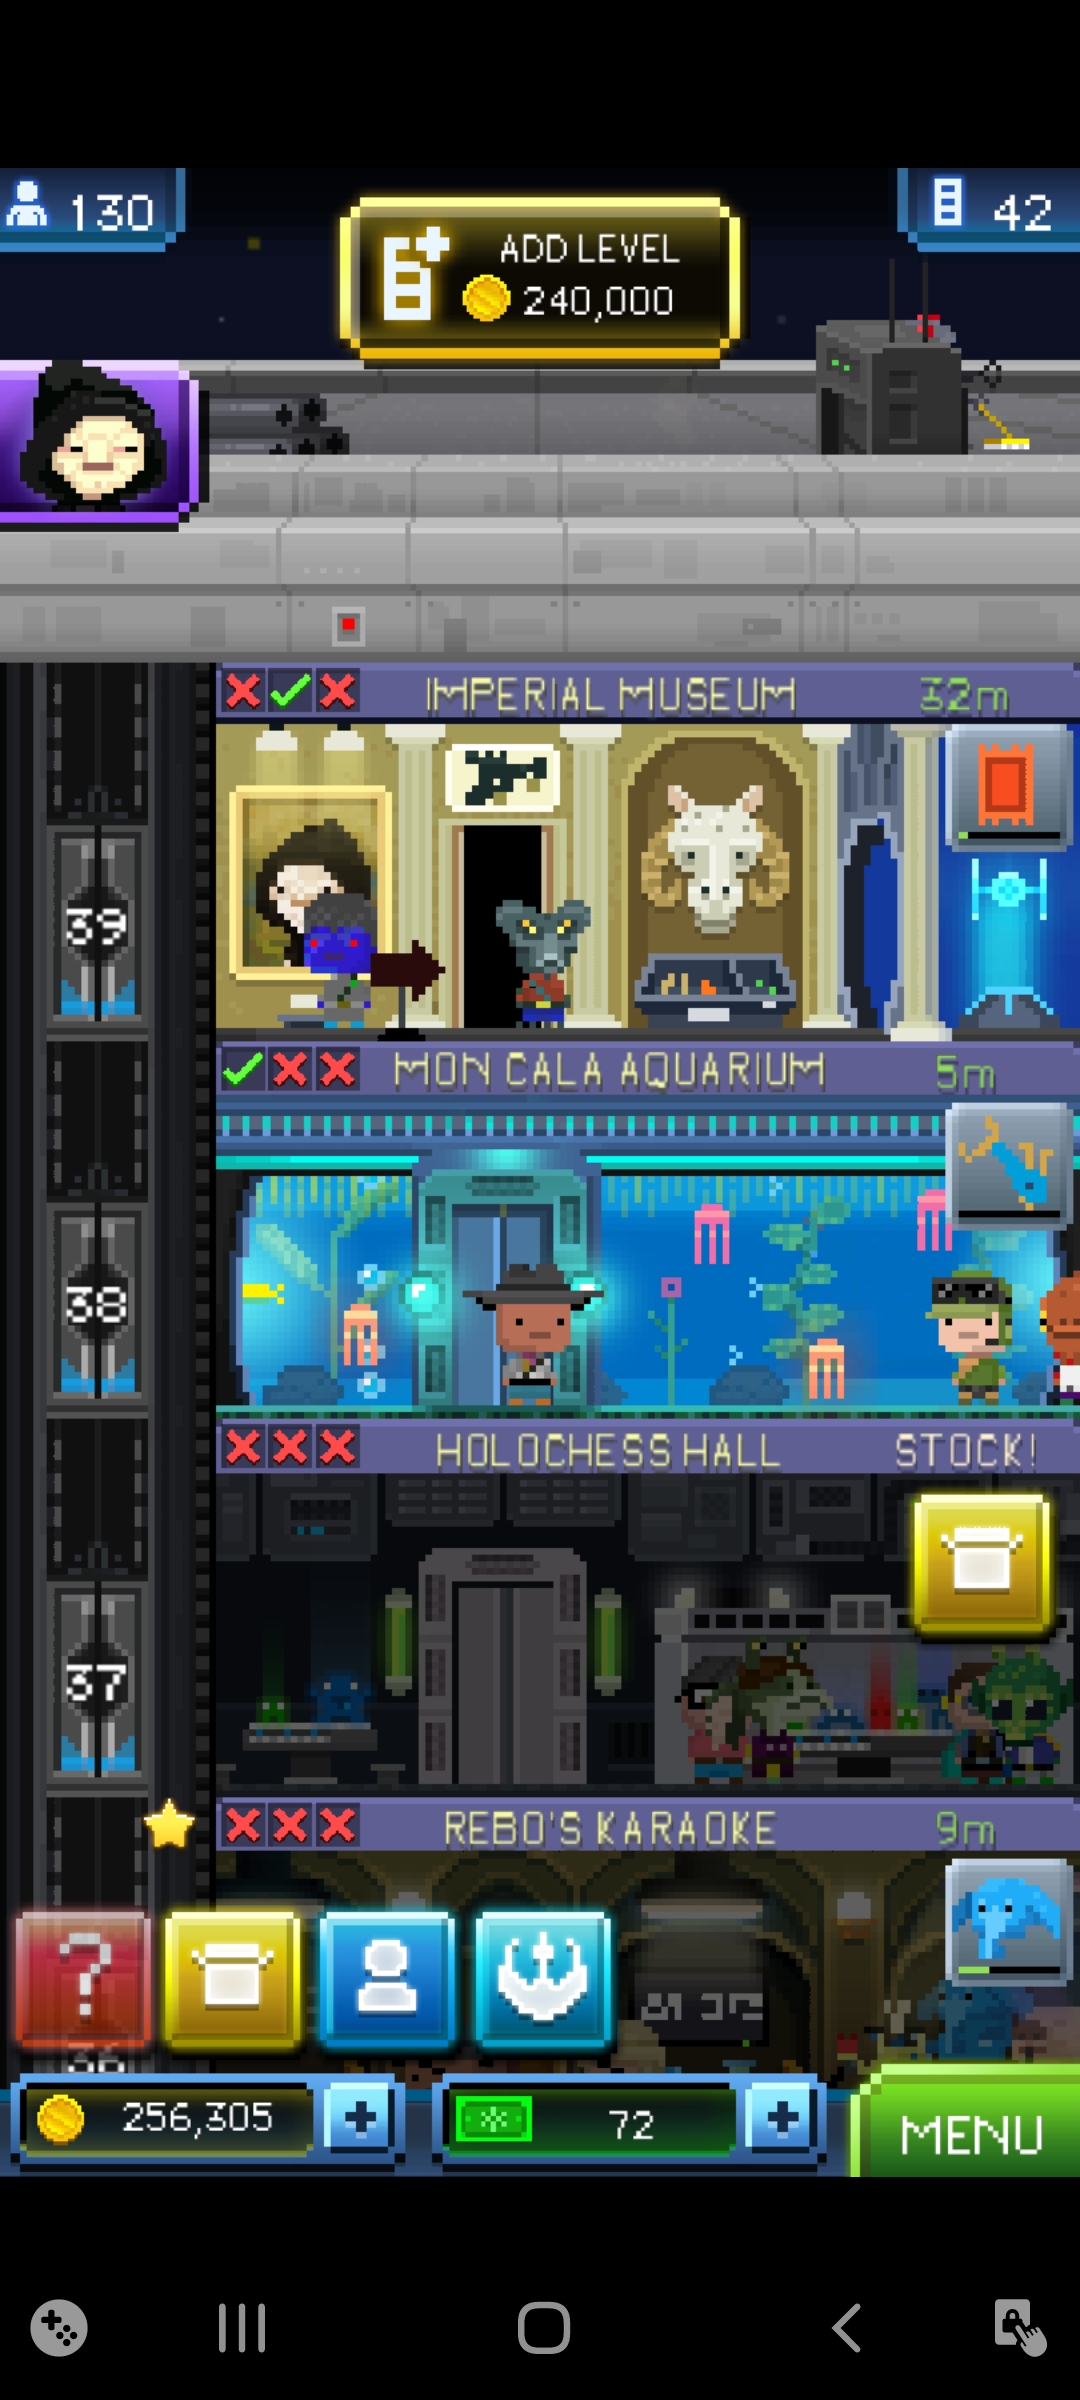 130
ADD LEVEL
240,000
42
IMPERIAL MUSEUM 32m
39
MON CALA AQUARIUM 5m
38
HOLOCHESS HALL STOCK!
37
REBO'S KARAOKE 9m
?
36
256,305 +
72 +
MENU